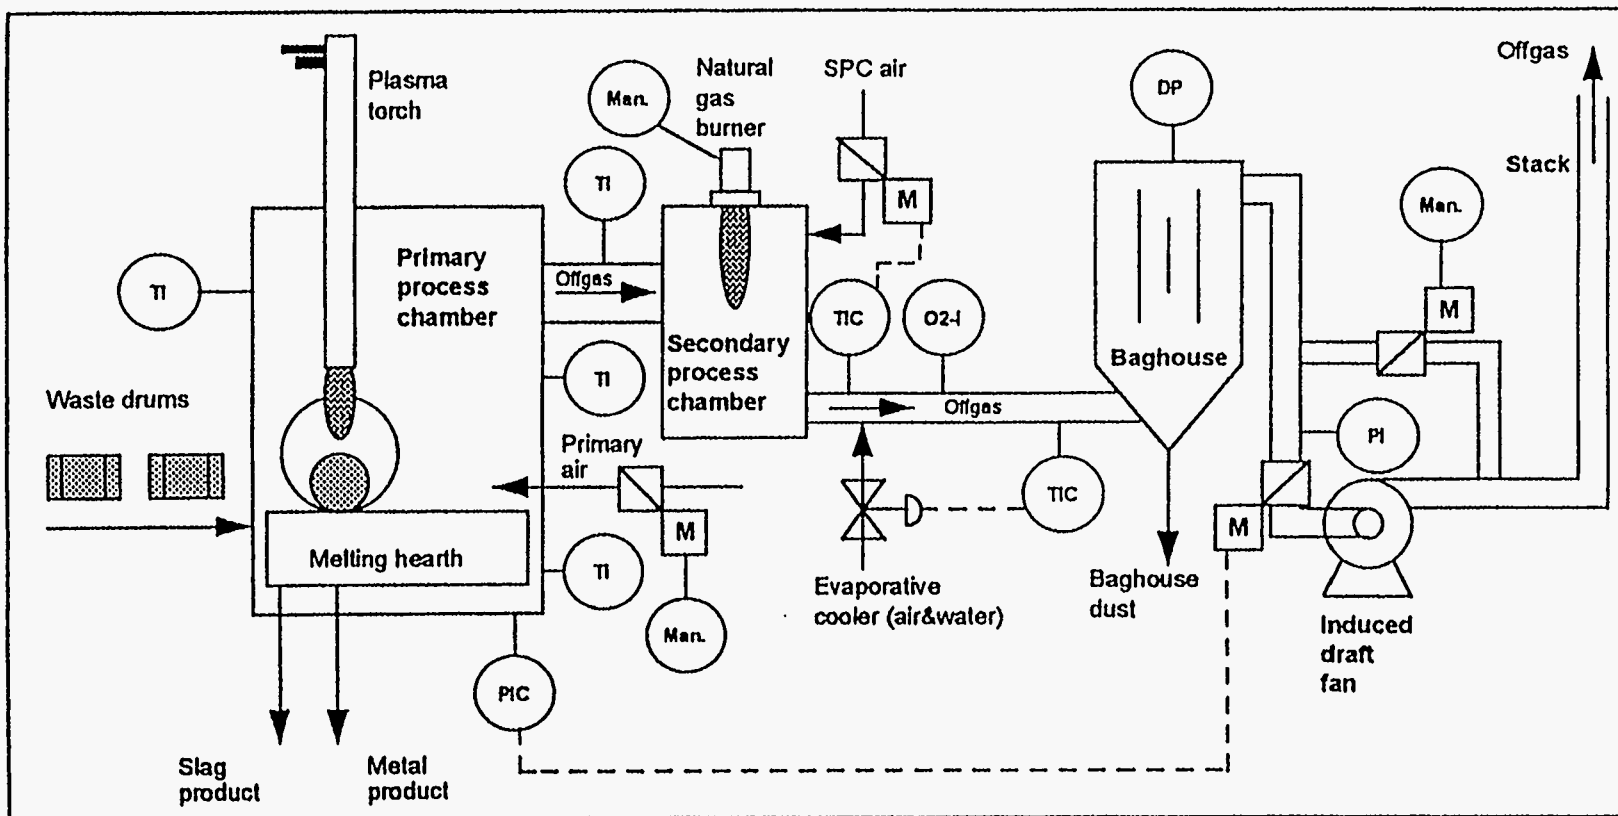 Plasma
torch
Man.
Natural
gas
burner
SPC air
DP
Offgas
Stack
TI
M
Man.
TI
Primary
process
chamber
Offgas
TIC
O2-I
M
Secondary
process
chamber
Baghouse
TI
Waste drums
Offgas
Primary
air
PI
TIC
M
M
Melting hearth
TI
Evaporative
cooler (air&water)
Baghouse
dust
Induced
draft
fan
Man.
PIC
Slag
product
Metal
product